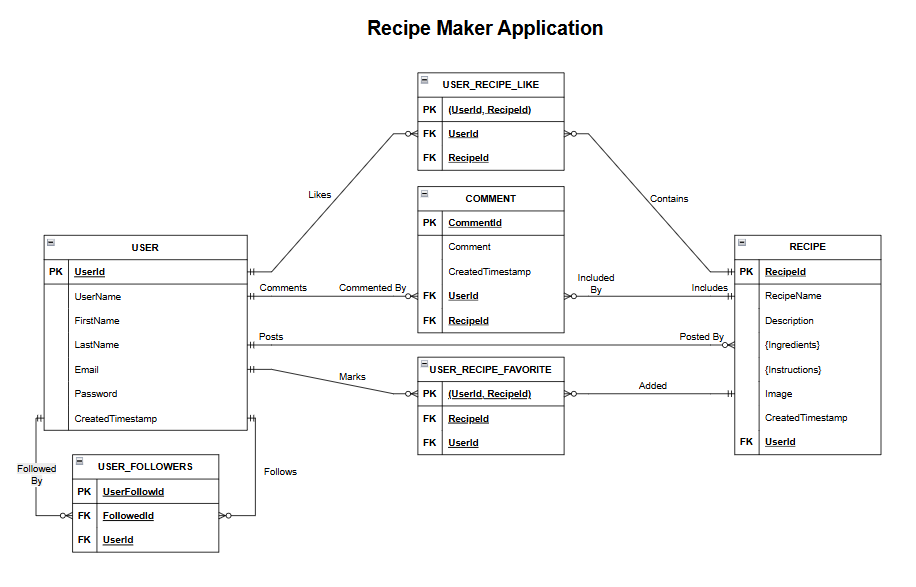 Recipe Maker Application
USER_RECIPE_LIKE
PK (UserId, RecipeId)
FK UserId
FK RecipeId
Likes
Contains
COMMENT
PK CommentId
Comment
CreatedTimestamp
FK UserId
FK RecipeId
USER
PK UserId
UserName
FirstName
LastName
Email
Password
CreatedTimestamp
Comments
Commented By
Included
By
Includes
Posts
Posted By
Marks
Added
RECIPE
PK RecipeId
RecipeName
Description
{Ingredients}
{Instructions}
Image
CreatedTimestamp
FK UserId
USER_RECIPE_FAVORITE
PK (UserId, RecipeId)
FK RecipeId
FK UserId
Followed
By
Follows
USER_FOLLOWERS
PK UserFollowId
FK FollowedId
FK UserId